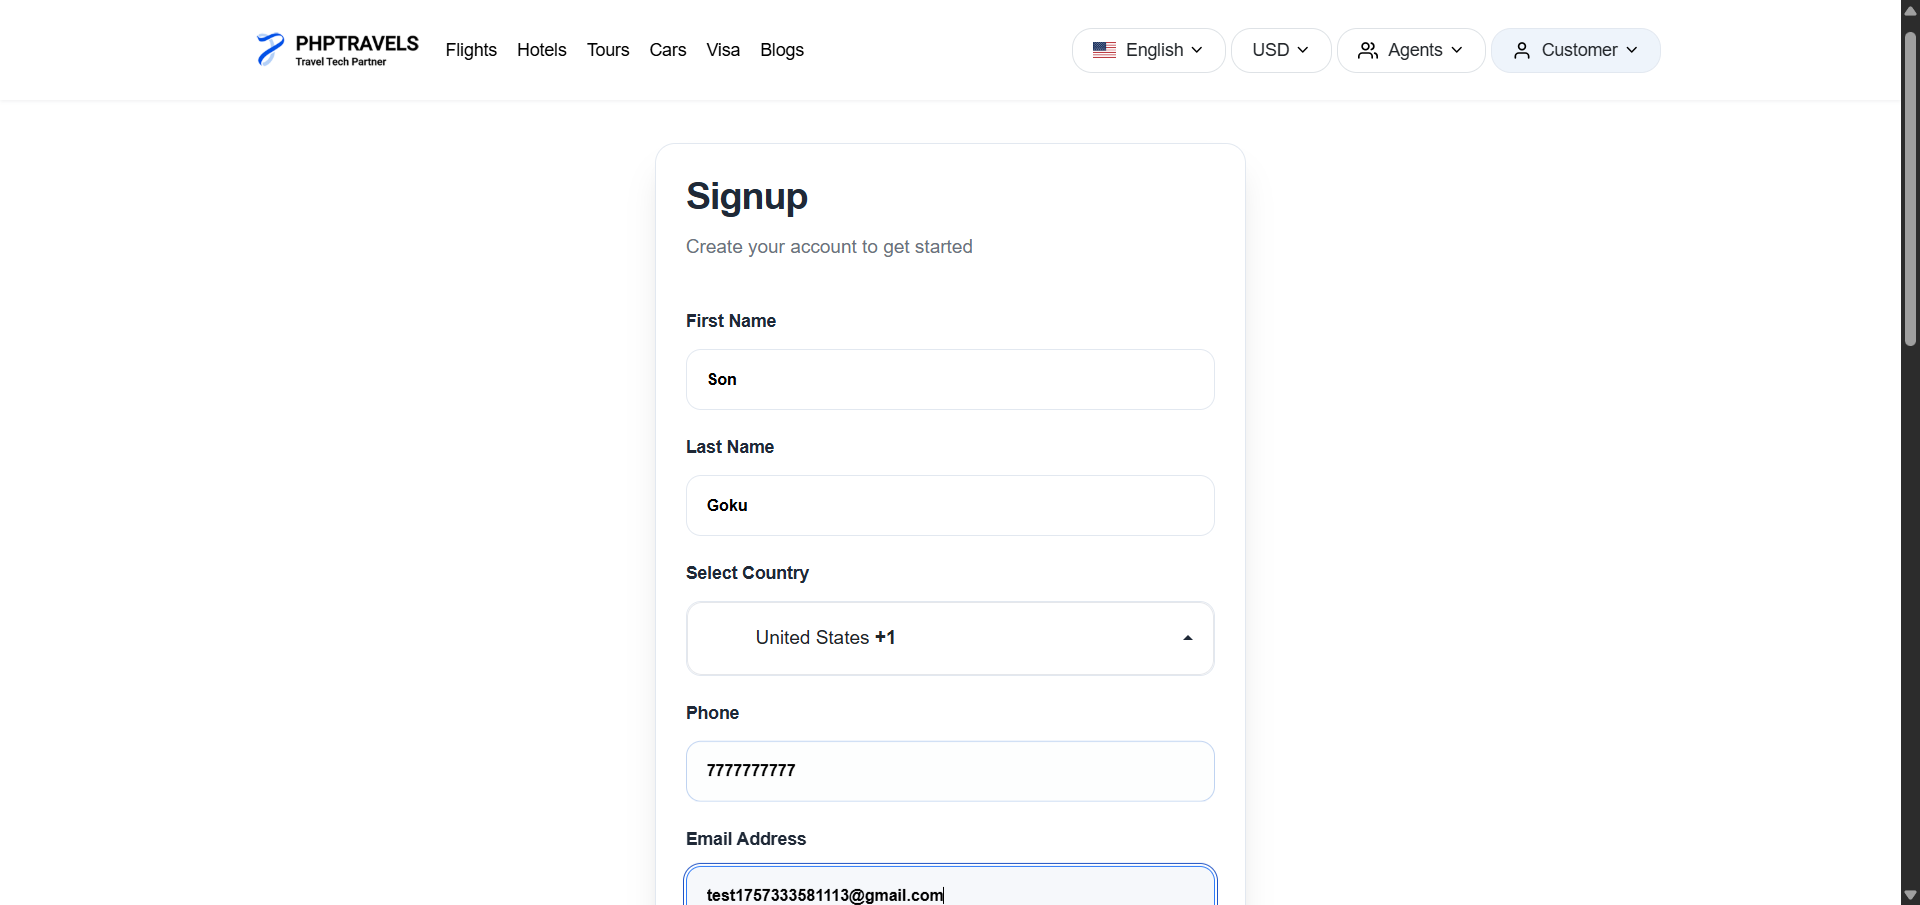 PHPTRAVELS
Travel Tech Partner
Flights Hotels Tours Cars Visa Blogs
English USD Agents Customer
Signup
Create your account to get started
First Name
Son
Last Name
Goku
Select Country
United States +1
Phone
7777777777
Email Address
test1757333581113@gmail.com